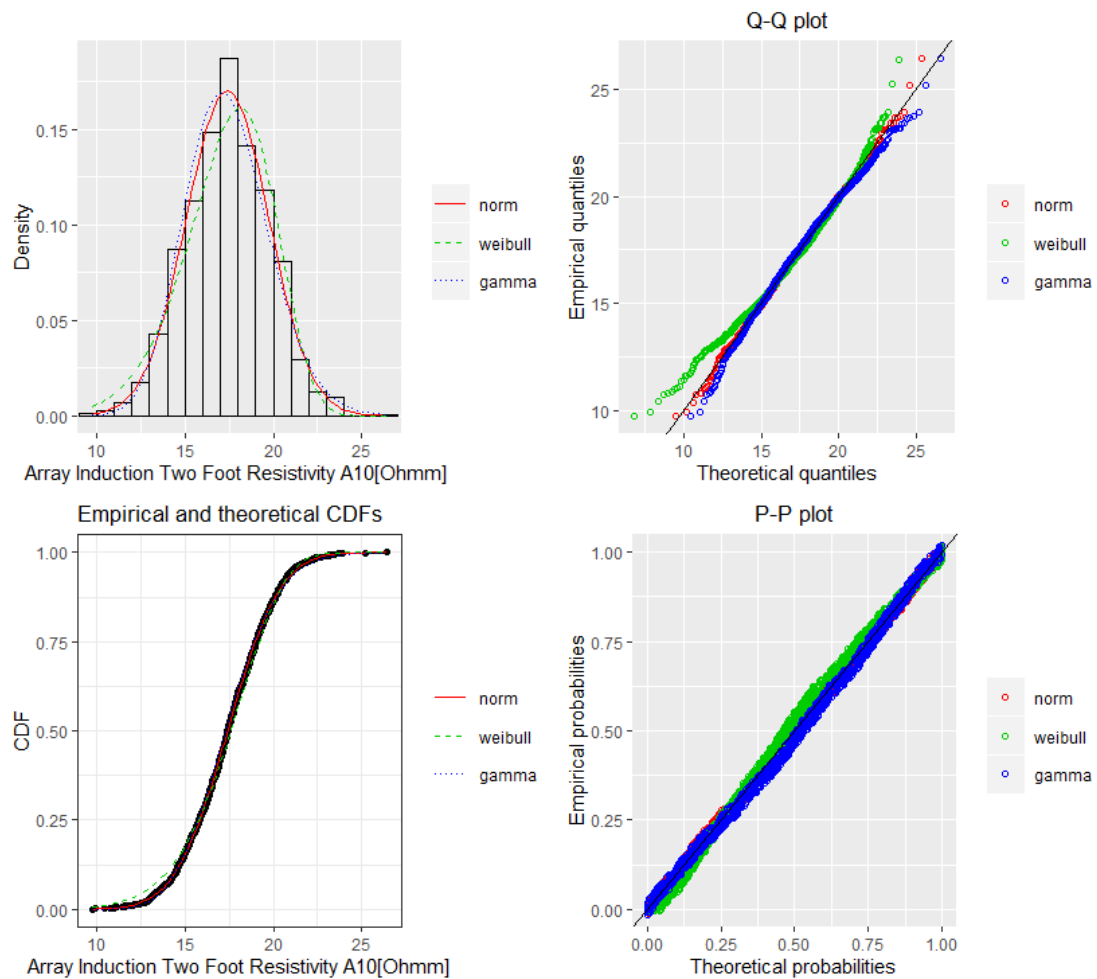 0.15
0.10
0.05
0.00
Density
10 15 20 25
Array Induction Two Foot Resistivity A10[Ohmm]
norm
weibull
gamma
Q-Q plot
25
20
15
10
Empirical quantiles
10 15 20 25
Theoretical quantiles
norm
weibull
gamma
Empirical and theoretical CDFs
1.00
0.75
0.50
0.25
0.00
CDF
10 15 20 25
Array Induction Two Foot Resistivity A10[Ohmm]
norm
weibull
gamma
P-P plot
1.00
0.75
0.50
0.25
0.00
Empirical probabilities
0.00 0.25 0.50 0.75 1.00
Theoretical probabilities
norm
weibull
gamma